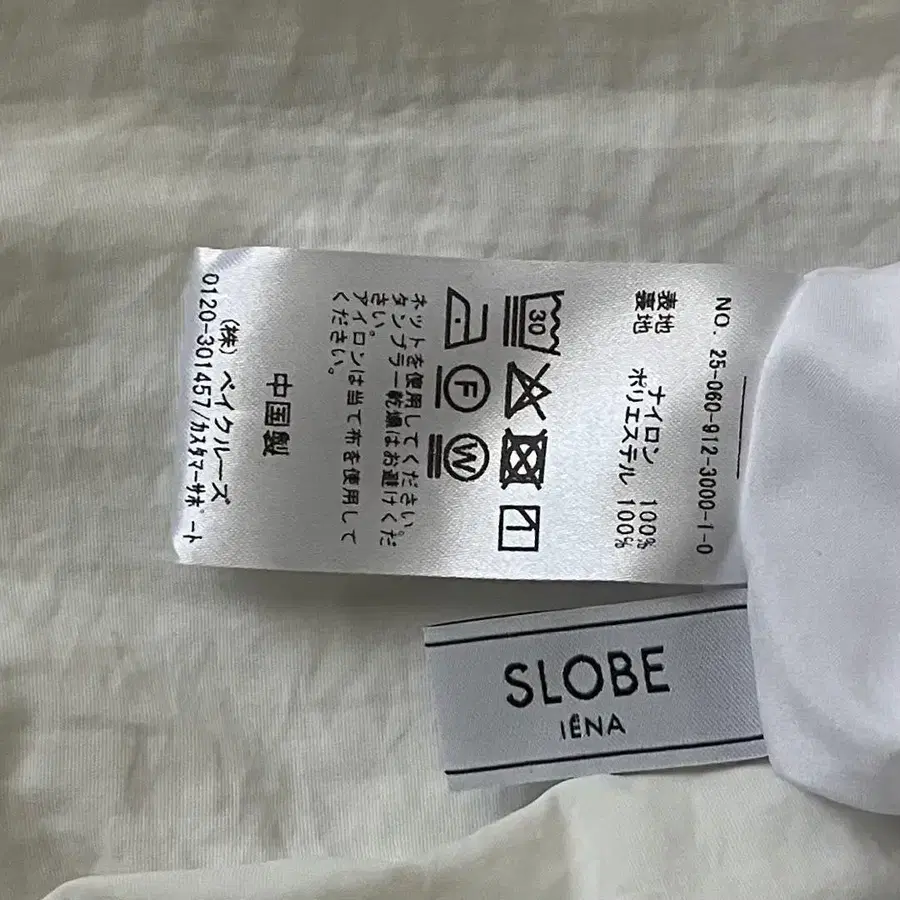 NO. 25-060-912-3000-1-0
表地 ナイロン 100%
裏地 ポリエステル 100%
30
F
W
ネットを使用してください。
タンブラー乾燥はお避けくだ
さい。
アイロンは当て布を使用して
ください。
中国製
(株)ベイクルーズ
0120-301457/カスタマーサポート
SLOBE
IÉNA